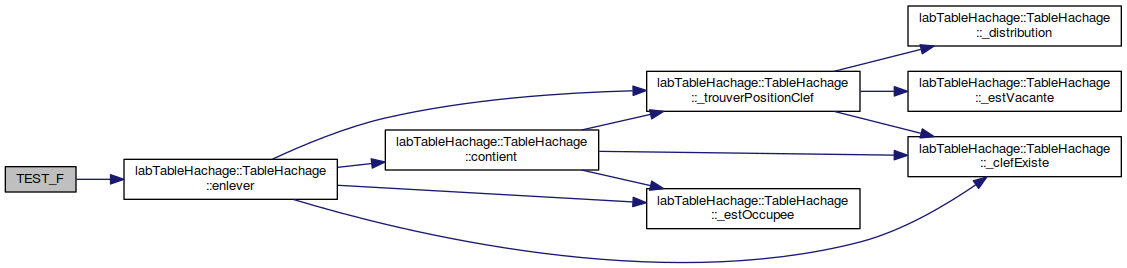 TEST_F
labTableHachage::TableHachage
::enlever
labTableHachage::TableHachage
::contient
labTableHachage::TableHachage
::_trouverPositionClef
labTableHachage::TableHachage
::_estOccupee
labTableHachage::TableHachage
::_distribution
labTableHachage::TableHachage
::_estVacante
labTableHachage::TableHachage
::_clefExiste